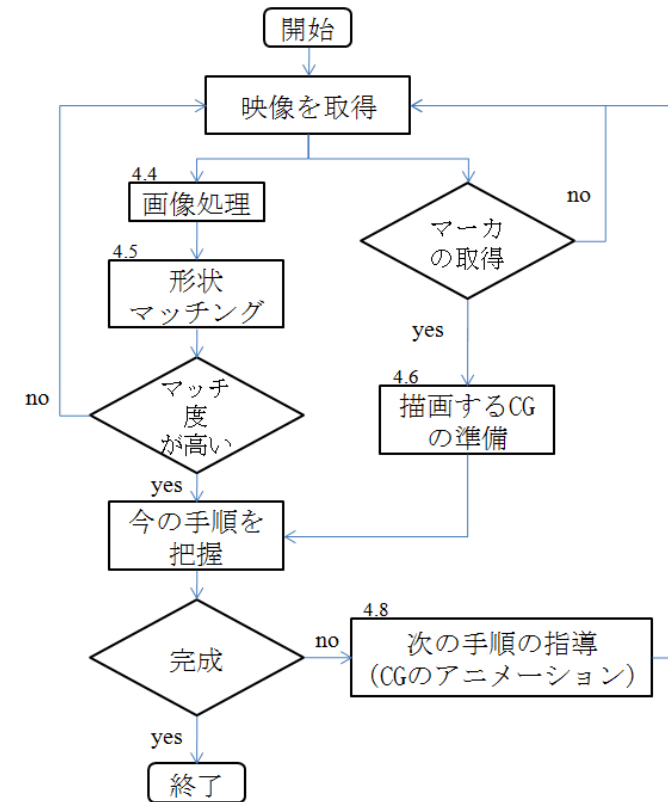 開始
映像を取得
4.4
画像処理
no
マーカ
の取得
4.5
形状
マッチング
yes
4.6
描画するCG
の準備
no
マッチ
度
が高い
yes
今の手順を
把握
完成
no
4.8
次の手順の指導
(CGのアニメーション)
yes
終了